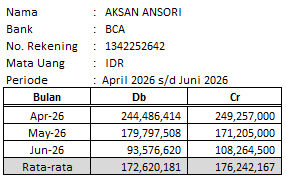 Nama : AKSAN ANSORI
Bank : BCA
No. Rekening : 1342252642
Mata Uang : IDR
Periode : April 2026 s/d Juni 2026
Bulan Db Cr
Apr-26 244,486,414 249,257,000
May-26 179,797,508 171,205,000
Jun-26 93,576,620 108,264,500
Rata-rata 172,620,181 176,242,167